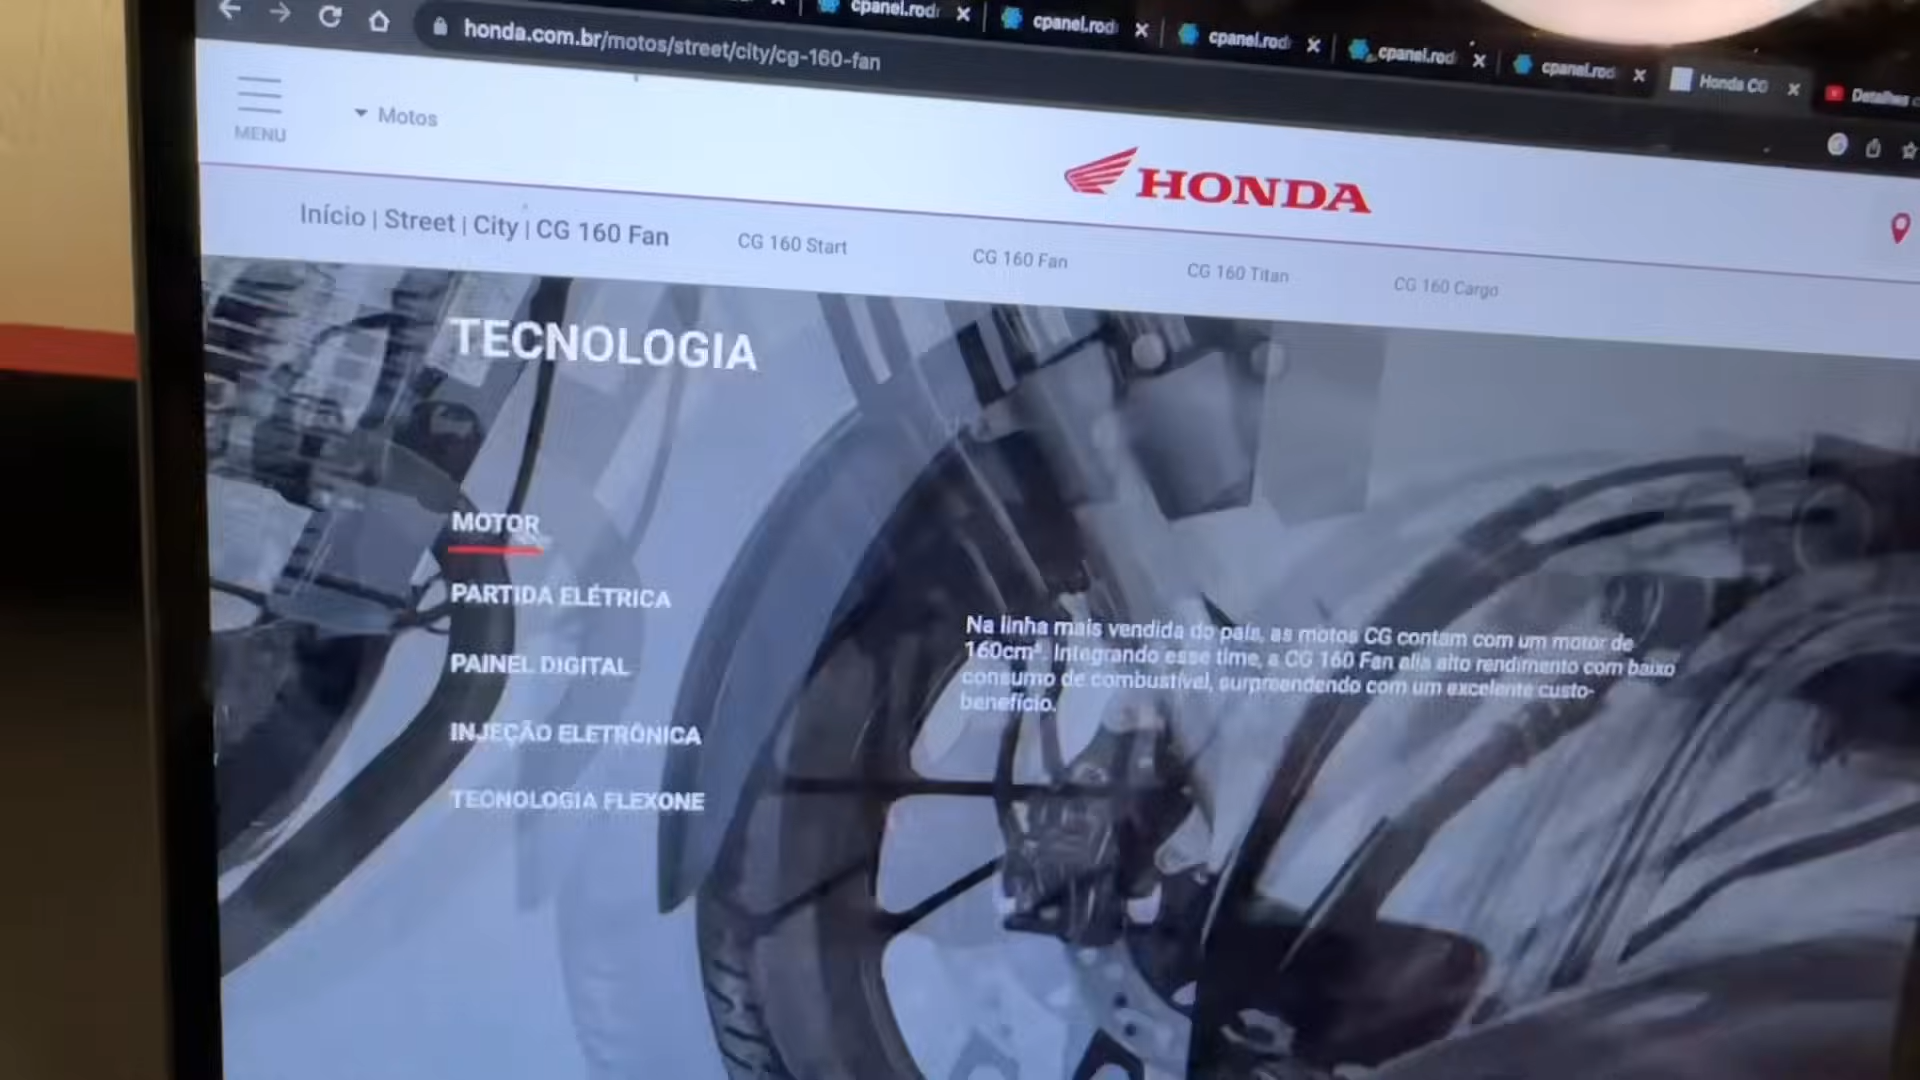 cpanel.rod
cpanel.rod
cpanel.rod
cpanel.rod
cpanel.rod
Honda CG
Detalhes
honda.com.br/motos/street/city/cg-160-fan
MENU
Motos
HONDA
Início | Street | City | CG 160 Fan
CG 160 Start
CG 160 Fan
CG 160 Titan
CG 160 Cargo
TECNOLOGIA
MOTOR
PARTIDA ELÉTRICA
PAINEL DIGITAL
INJEÇÃO ELETRÔNICA
TECNOLOGIA FLEXONE
Na linha mais vendida do país, as motos CG contam com um motor de
160cm³. Integrando esse time, a CG 160 Fan alia alto rendimento com baixo
consumo de combustível, surpreendendo com um excelente custo-
benefício.